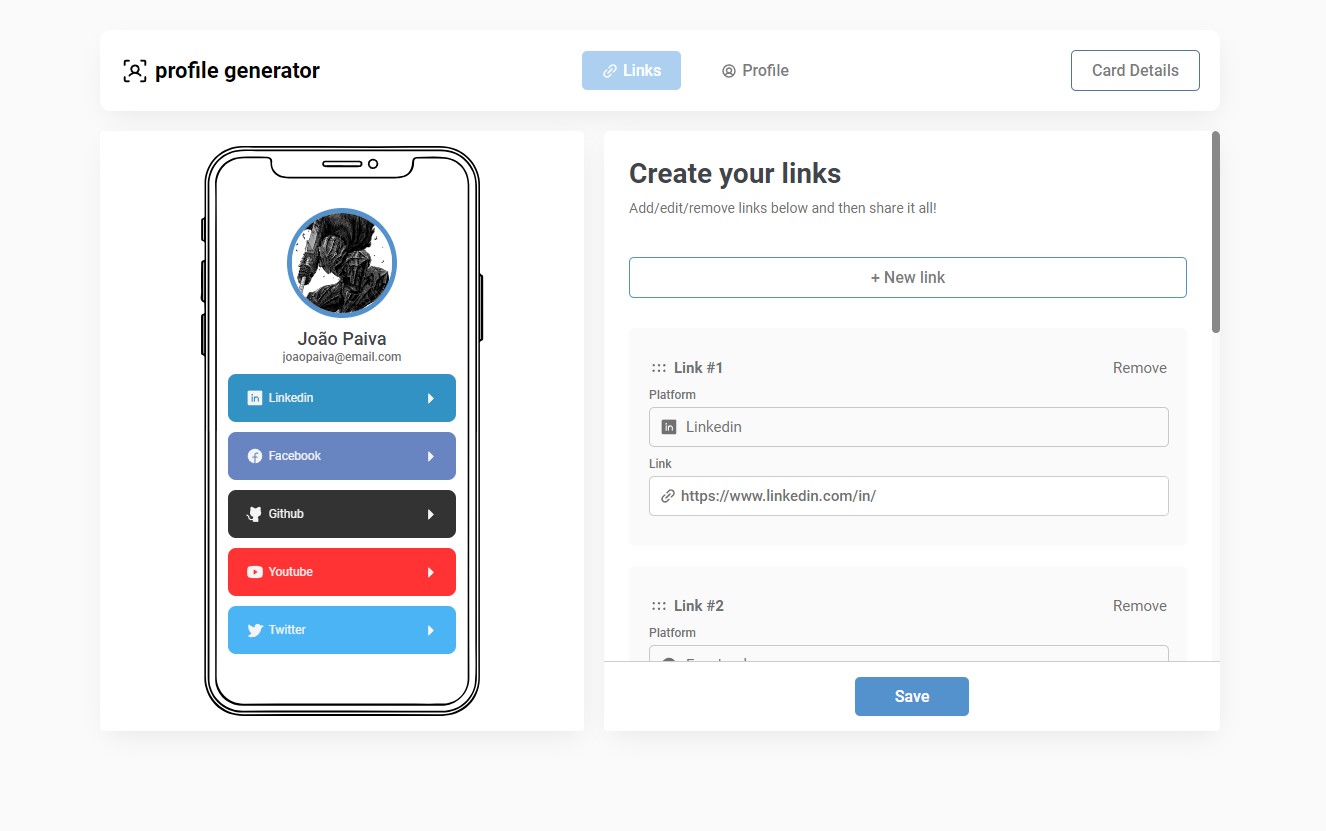 profile generator
Links
Profile
Card Details
João Paiva
joaopaiva@email.com
Linkedin
Facebook
Github
Youtube
Twitter
Create your links
Add/edit/remove links below and then share it all!
+ New link
Link #1
Remove
Platform
Linkedin
Link
https://www.linkedin.com/in/
Link #2
Remove
Platform
Save